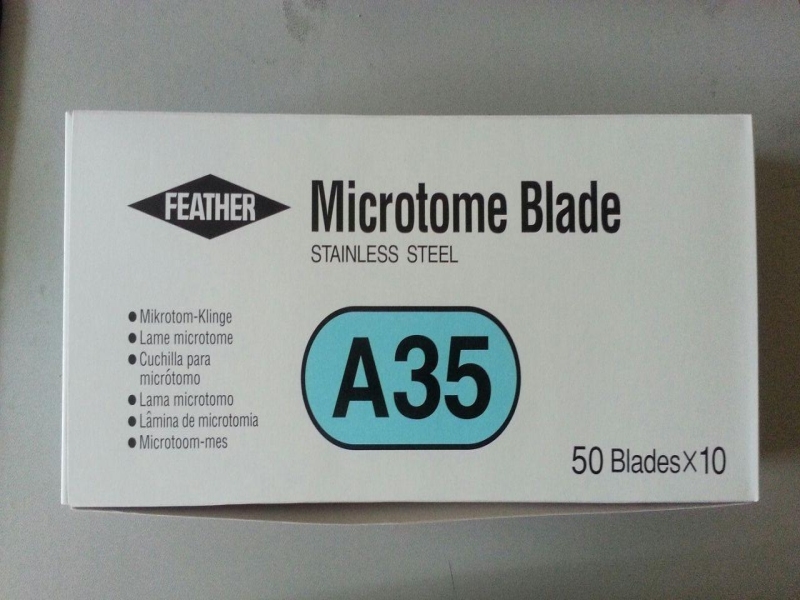 FEATHER
Microtome Blade
STAINLESS STEEL
● Mikrotom-Klinge
● Lame microtome
● Cuchilla para
micrótomo
● Lama microtomo
● Lâmina de microtomia
● Microtoom-mes
A35
50 Blades×10